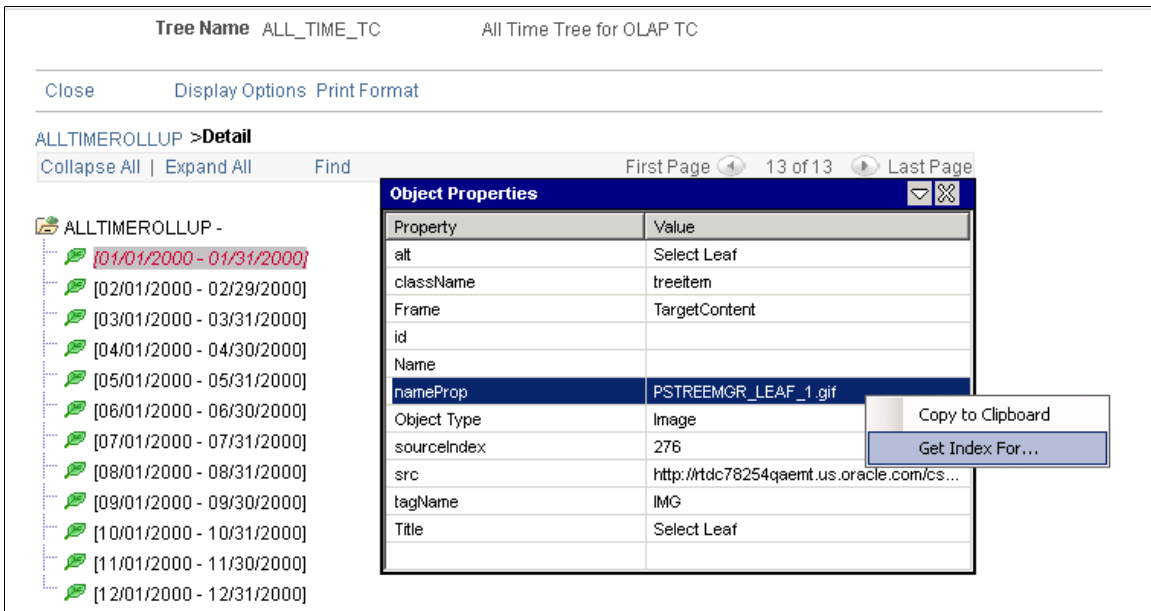 Tree Name ALL_TIME_TC All Time Tree for OLAP TC
Close Display Options Print Format
ALLTIMEROLLUP >Detail
Collapse All | Expand All Find First Page 13 of 13 Last Page
ALLTIMEROLLUP -
[01/01/2000 - 01/31/2000]
[02/01/2000 - 02/29/2000]
[03/01/2000 - 03/31/2000]
[04/01/2000 - 04/30/2000]
[05/01/2000 - 05/31/2000]
[06/01/2000 - 06/30/2000]
[07/01/2000 - 07/31/2000]
[08/01/2000 - 08/31/2000]
[09/01/2000 - 09/30/2000]
[10/01/2000 - 10/31/2000]
[11/01/2000 - 11/30/2000]
[12/01/2000 - 12/31/2000]
Object Properties
Property Value
alt Select Leaf
className treeitem
Frame TargetContent
id
Name
nameProp PSTREEMGR_LEAF_1.gif
Object Type Image
sourceIndex 276
src http://rtdc78254qaemt.us.oracle.com/cs...
tagName IMG
Title Select Leaf
Copy to Clipboard
Get Index For...